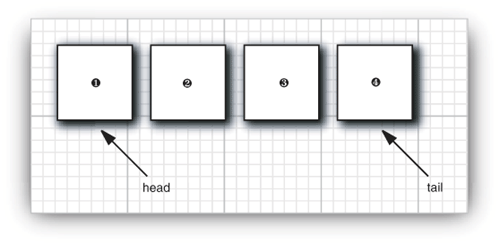 ❶ ❷ ❸ ❹
head tail